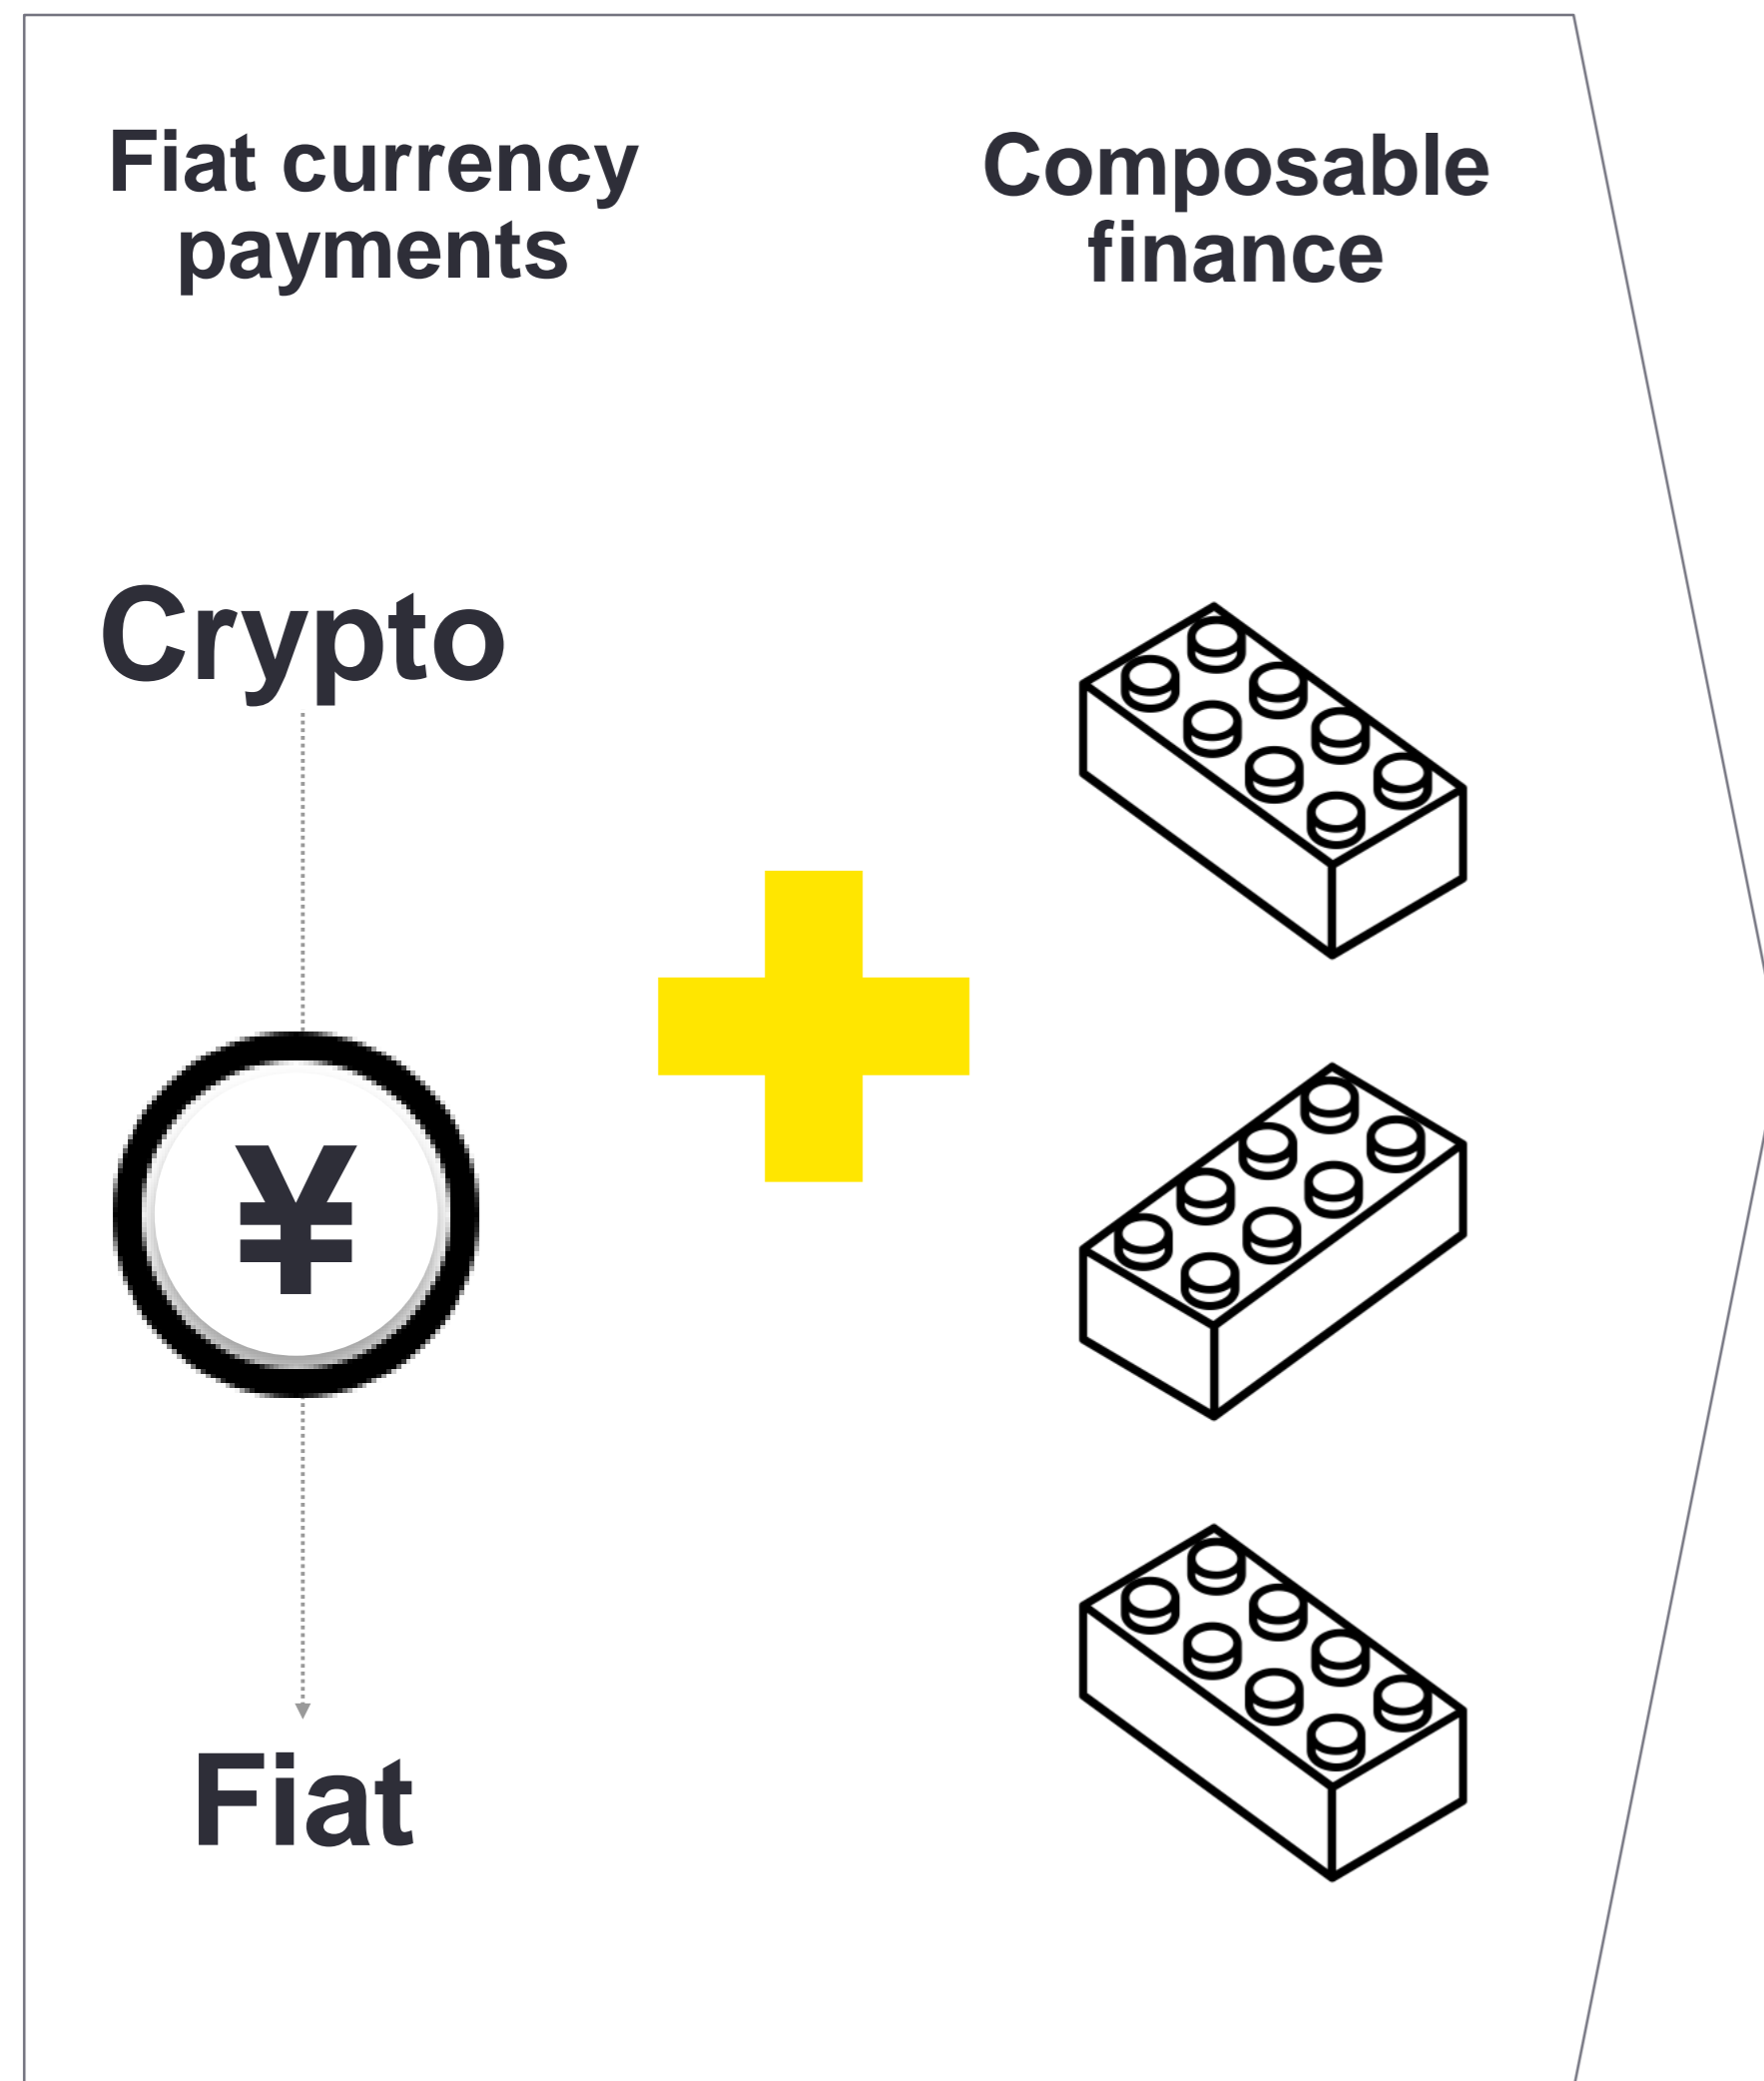 Fiat currency
payments
Composable
finance
Crypto
¥
Fiat